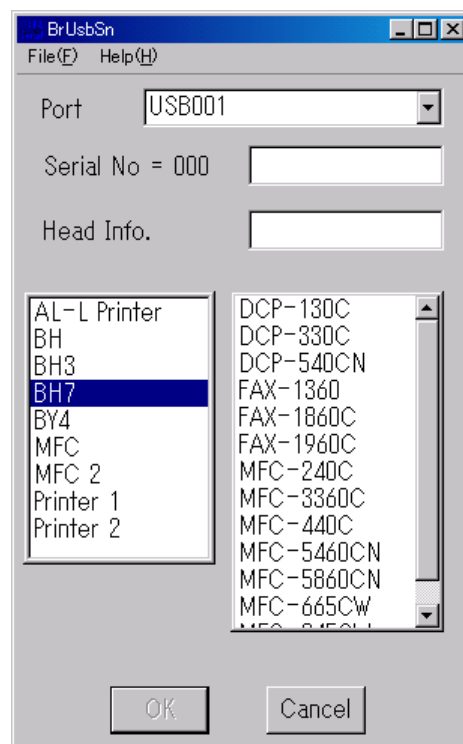 BrUsbSn
File(F) Help(H)
Port USB001
Serial No = 000
Head Info.
AL-L Printer
BH
BH3
BH7
BY4
MFC
MFC 2
Printer 1
Printer 2
DCP-130C
DCP-330C
DCP-540CN
FAX-1360
FAX-1860C
FAX-1960C
MFC-240C
MFC-3360C
MFC-440C
MFC-5460CN
MFC-5860CN
MFC-665CW
OK Cancel